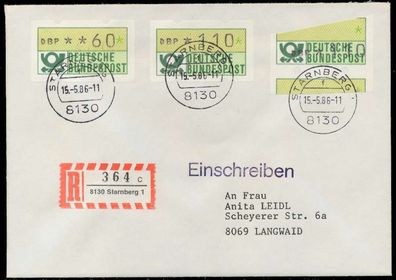 DBP * * 60 *
DEUTSCHE
BUNDESPOST
DBP * 110 *
DEUTSCHE
BUNDESPOST
0
DEUTSCHE
BUNDESPOST
STARNBERG
15.-5.86-11
8130
STARNBERG
15.-5.86-11
8130
STARNBERG
15.-5.86-11
8130
R
364 c
8130 Starnberg 1
Einschreiben
An Frau
Anita LEIDL
Scheyerer Str. 6a
8069 LANGWAID